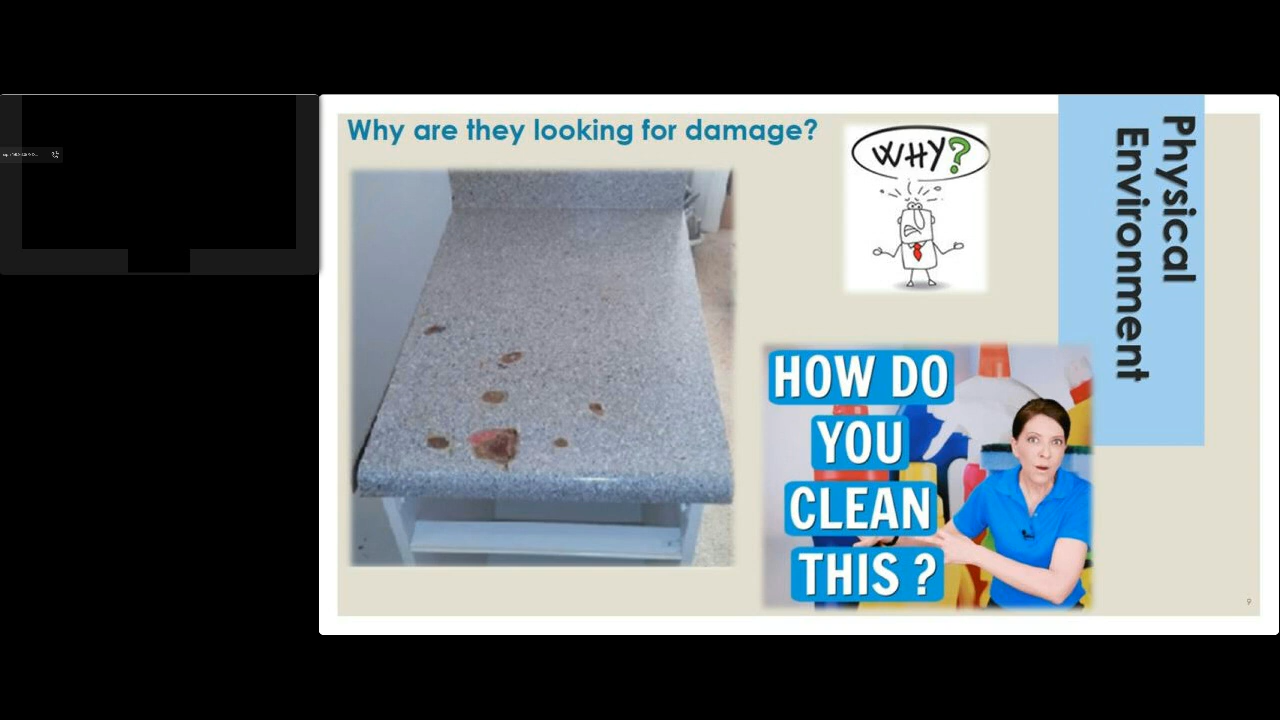 Why are they looking for damage?
WHY?
Physical
Environment
HOW DO
YOU
CLEAN
THIS ?
9